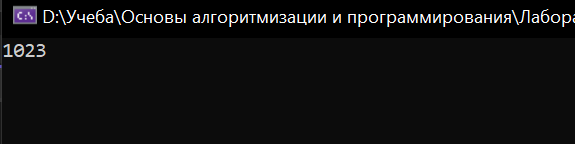 D:\Учеба\Основы алгоритмизации и программирования\Лабора
1023